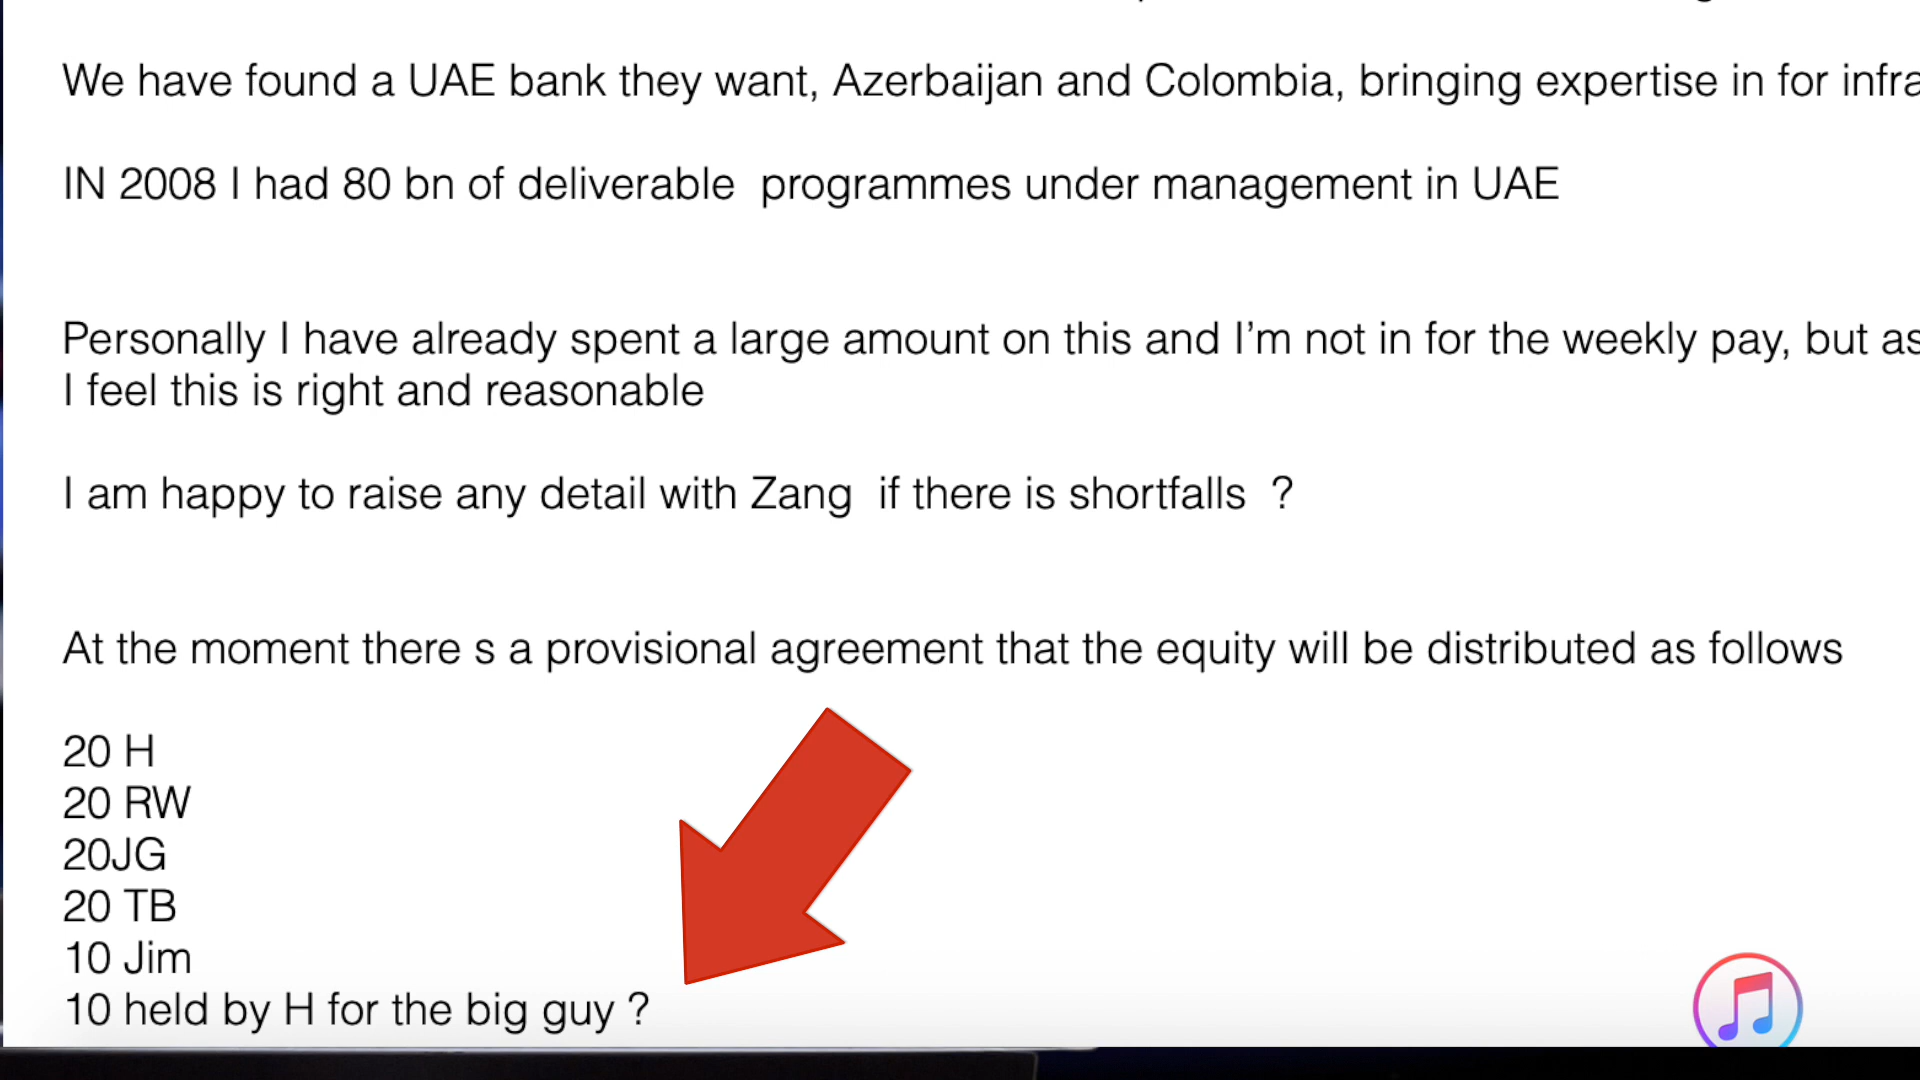 We have found a UAE bank they want, Azerbaijan and Colombia, bringing expertise in for infra
IN 2008 I had 80 bn of deliverable  programmes under management in UAE
Personally I have already spent a large amount on this and I’m not in for the weekly pay, but as
I feel this is right and reasonable
I am happy to raise any detail with Zang  if there is shortfalls  ?
At the moment there s a provisional agreement that the equity will be distributed as follows
20 H
20 RW
20JG
20 TB
10 Jim
10 held by H for the big guy ?